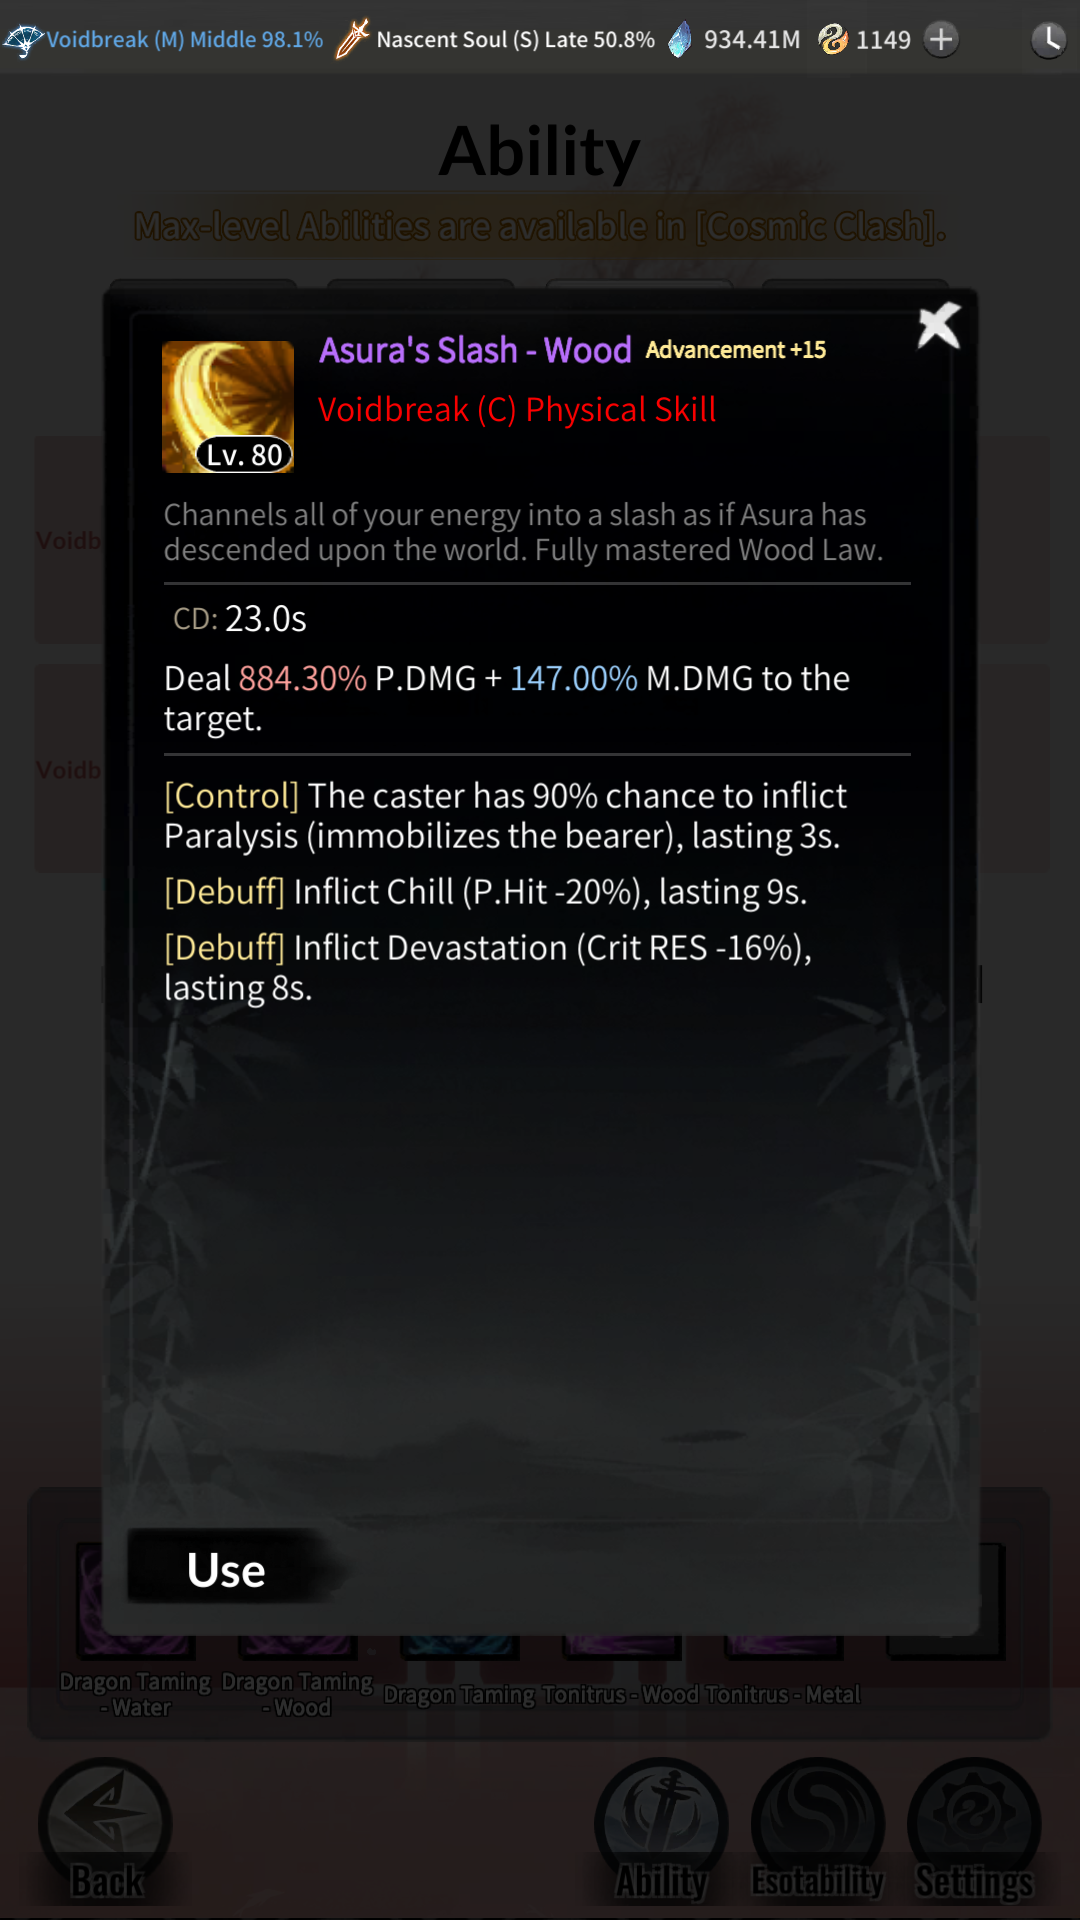 Voidbreak (M) Middle 98.1% Nascent Soul (S) Late 50.8% 934.41M 1149
Ability
Max-level Abilities are available in [Cosmic Clash].
Asura's Slash - Wood Advancement +15
Voidbreak (C) Physical Skill
Lv. 80
Channels all of your energy into a slash as if Asura has
descended upon the world. Fully mastered Wood Law.
CD: 23.0s
Deal 884.30% P.DMG + 147.00% M.DMG to the
target.
[Control] The caster has 90% chance to inflict
Paralysis (immobilizes the bearer), lasting 3s.
[Debuff] Inflict Chill (P.Hit -20%), lasting 9s.
[Debuff] Inflict Devastation (Crit RES -16%),
lasting 8s.
Use
Dragon Taming
- Water
Dragon Taming
- Wood
Dragon Taming
Tonitrus - Wood
Tonitrus - Metal
Back
Ability
Esotability
Settings